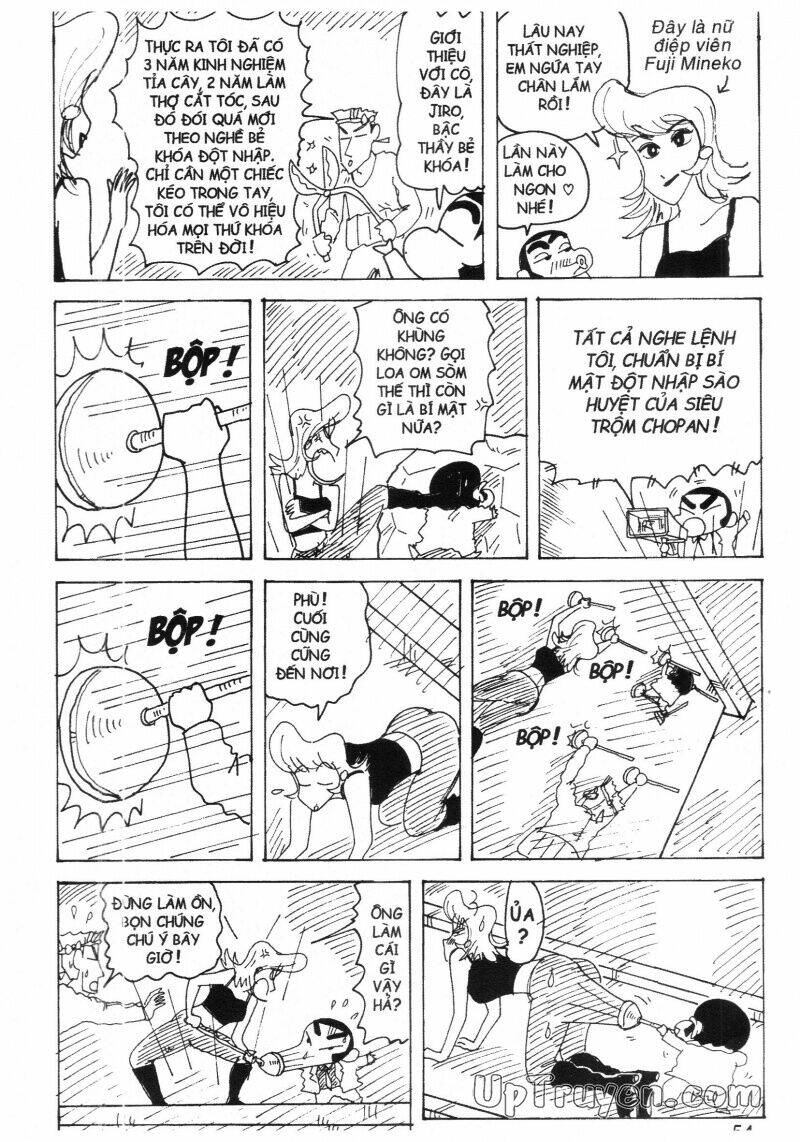 LÂU NAY
THẤT NGHIỆP,
EM NGỨA TAY
CHÂN LẮM
RỒI!
Đây là nữ
điệp viên
Fuji Mineko
LẦN NÀY
LÀM CHO
NGON ♡
NHÉ!
GIỚI
THIỆU
VỚI CÔ,
ĐÂY LÀ
JIRO,
BẬC
THẦY BẺ
KHÓA!
THỰC RA TÔI ĐÃ CÓ
3 NĂM KINH NGHIỆM
TỈA CÂY, 2 NĂM LÀM
THỢ CẮT TÓC, SAU
ĐÓ ĐÓI QUÁ MỚI
THEO NGHỀ BẺ
KHÓA ĐỘT NHẬP.
CHỈ CẦN MỘT CHIẾC
KÉO TRONG TAY,
TÔI CÓ THỂ VÔ HIỆU
HÓA MỌI THỨ KHÓA
TRÊN ĐỜI!
TẤT CẢ NGHE LỆNH
TÔI, CHUẨN BỊ BÍ
MẬT ĐỘT NHẬP SÀO
HUYỆT CỦA SIÊU
TRỘM CHOPAN!
ÔNG CÓ
KHÙNG
KHÔNG? GỌI
LOA OM SÒM
THẾ THÌ CÒN
GÌ LÀ BÍ MẬT
NỮA?
BỘP!
BỘP!
BỘP!
BỘP!
PHÙ!
CUỐI
CÙNG
CŨNG
ĐẾN NƠI!
BỘP!
ỦA
?
ÔNG
LÀM
CÁI
GÌ
VẬY
HẢ?
ĐỪNG LÀM ỒN,
BỌN CHÚNG
CHÚ Ý BÂY
GIỜ!
UpTruyen.com